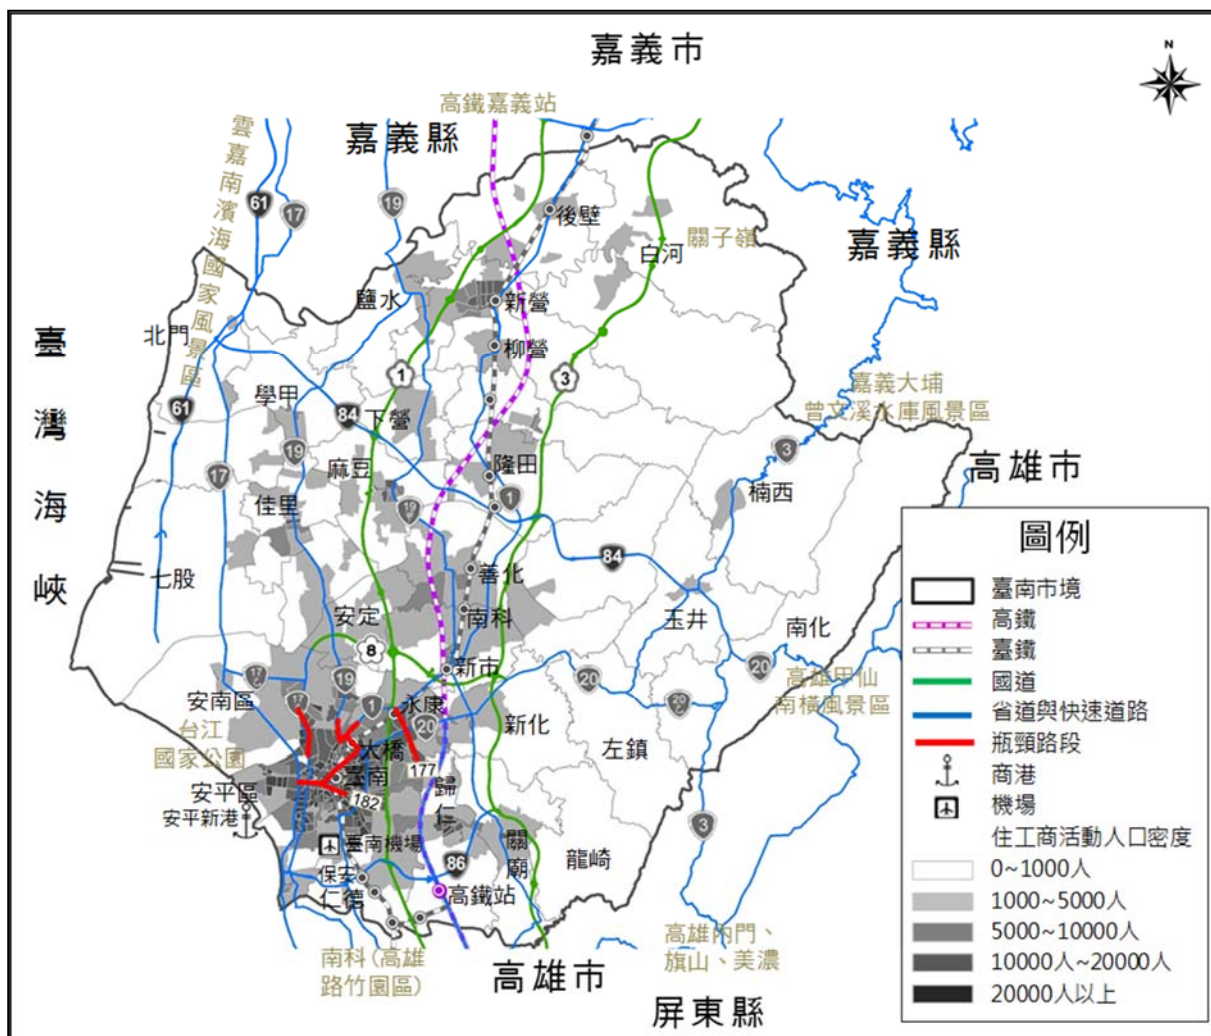 N
嘉義市
高鐵嘉義站
嘉義縣
雲嘉南濱海國家風景區
61
17
19
後壁
關子嶺
白河
嘉義縣
鹽水
新營
北門
柳營
臺灣海峽
1
3
61
學甲
84
下營
嘉義大埔
曾文溪水庫風景區
19
麻豆
隆田
3
高雄市
17
佳里
1
19
楠西
84
七股
善化
安定
南科
玉井
南化
8
新市
17
19
20
20
20
高雄甲仙
南橫風景區
安南區
17
1
永康
20
新化
台江
國家公園
大橋
左鎮
臺南
177
安平區
182
歸仁
安平新港
臺南機場
關廟
3
保安
86
龍崎
仁德
高鐵站
南科(高雄
路竹園區)
高雄市
高雄內門、
旗山、美濃
屏東縣
圖例
臺南市境
高鐵
臺鐵
國道
省道與快速道路
瓶頸路段
商港
機場
住工商活動人口密度
0~1000人
1000~5000人
5000~10000人
10000人~20000人
20000人以上